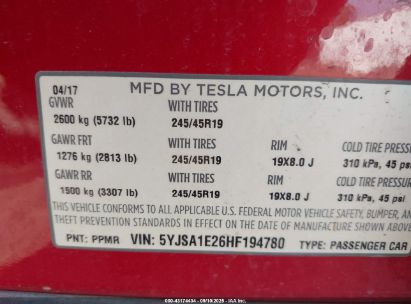 04/17 MFD BY TESLA MOTORS, INC.
GVWR WITH TIRES
2600 kg (5732 lb) 245/45R19
GAWR FRT WITH TIRES RIM COLD TIRE PRESSU
1276 kg (2813 lb) 245/45R19 19X8.0 J 310 kPa, 45 psi
GAWR RR WITH TIRES RIM COLD TIRE PRESSU
1500 kg (3307 lb) 245/45R19 19X8.0 J 310 kPa, 45 psi
THIS VEHICLE CONFORMS TO ALL APPLICABLE U.S. FEDERAL MOTOR VEHICLE SAFETY, BUMPER, AND
THEFT PREVENTION STANDARDS IN EFFECT ON THE DATE OF MANUFACTURE SHOWN ABOVE.
PNT: PPMR VIN: 5YJSA1E26HF194780 TYPE: PASSENGER CAR